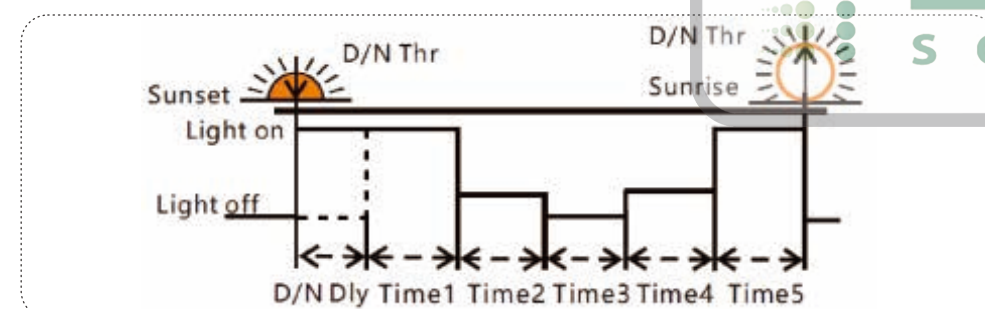 D/N Thr
D/N Thr
Sunset
Sunrise
Light on
Light off
D/N Dly Time1 Time2 Time3 Time4 Time5
S